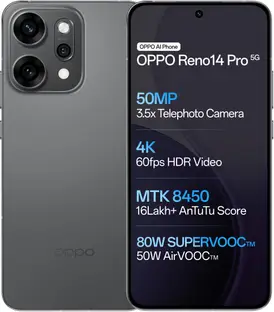 OPPO AI Phone
OPPO Reno14 Pro 5G
50MP
3.5x Telephoto Camera
4K
60fps HDR Video
MTK 8450
16Lakh+ AnTuTu Score
80W SUPERVOOC™
50W AirVOOC™
oppo